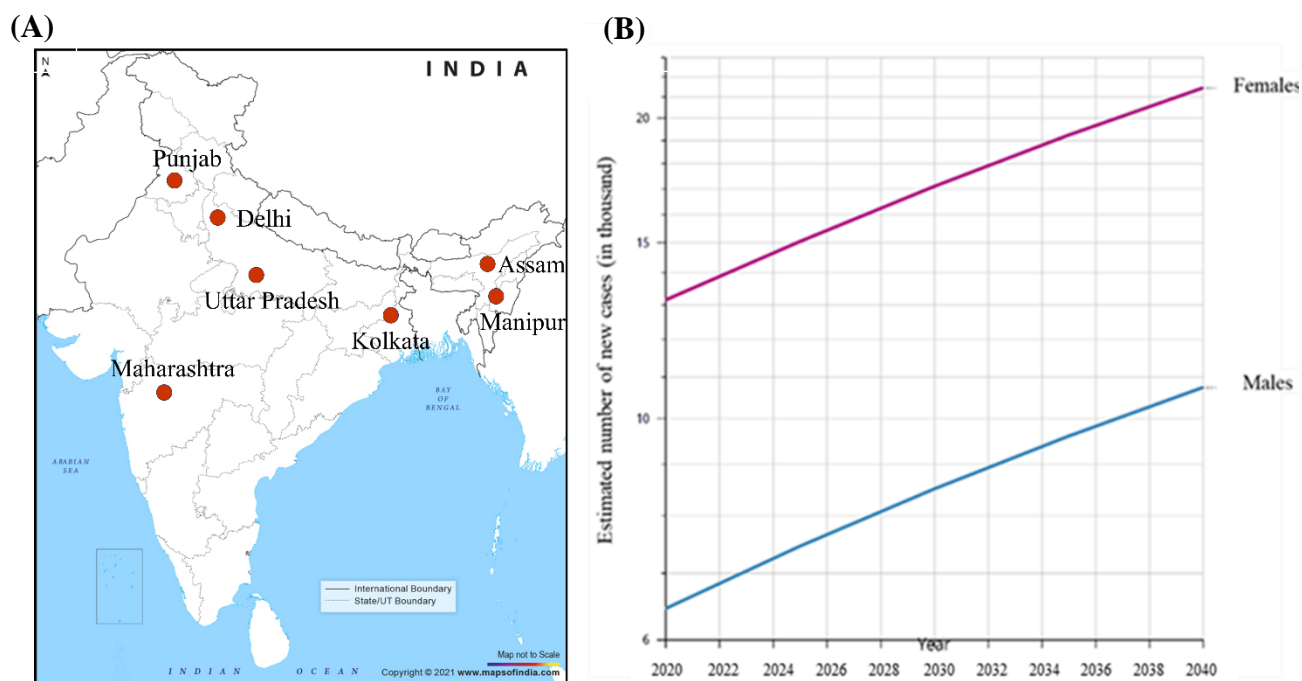 (A)
N
INDIA
Punjab
Delhi
Assam
Uttar Pradesh
Manipur
Kolkata
Maharashtra
BAY
OF
BENGAL
ARABIAN
SEA
International Boundary
State/UT Boundary
Map not to Scale
INDIAN OCEAN
Copyright © 2021 www.mapsofindia.com
(B)
Estimated number of new cases (in thousand)
20
15
10
6
Females
Males
2020 2022 2024 2026 2028 2030 2032 2034 2036 2038 2040
Year